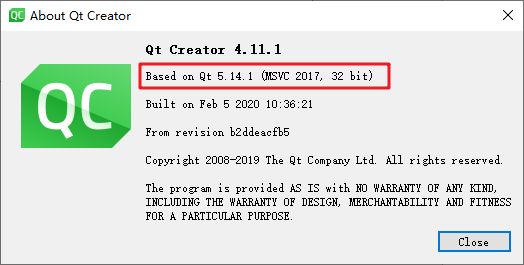 About Qt Creator
QC
QC
Qt Creator 4.11.1
Based on Qt 5.14.1 (MSVC 2017, 32 bit)
Built on Feb 5 2020 10:36:21
From revision b2ddeacfb5
Copyright 2008-2019 The Qt Company Ltd. All rights reserved.
The program is provided AS IS with NO WARRANTY OF ANY KIND,
INCLUDING THE WARRANTY OF DESIGN, MERCHANTABILITY AND FITNESS
FOR A PARTICULAR PURPOSE.
Close